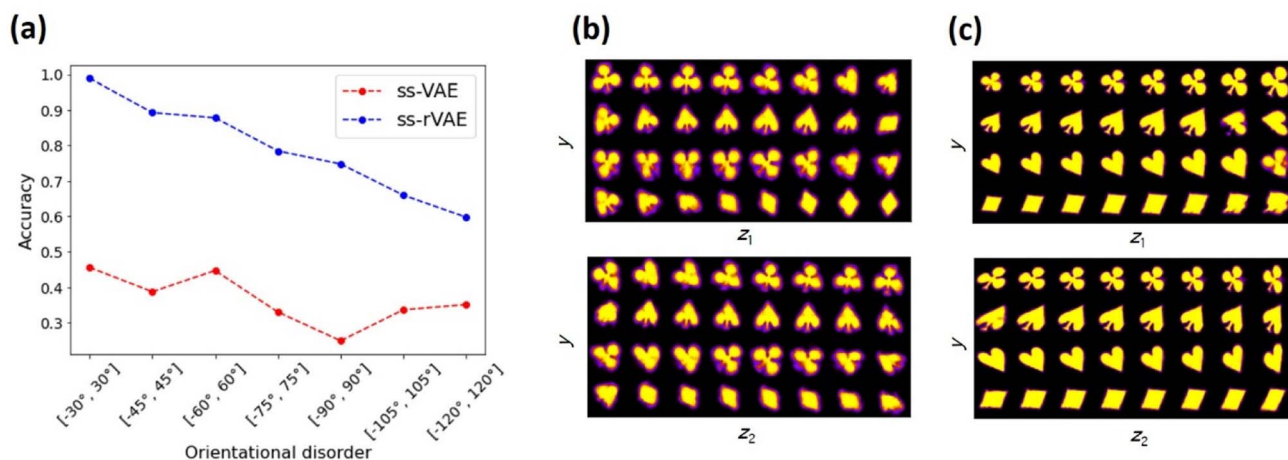 (a)
(b)
(c)
1.0
0.9
0.8
0.7
0.6
0.5
0.4
0.3
Accuracy
ss-VAE
ss-rVAE
[-30°, 30°]
[-45°, 45°]
[-60°, 60°]
[-75°, 75°]
[-90°, 90°]
[-105°, 105°]
[-120°, 120°]
Orientational disorder
y
z1
y
z2
y
z1
y
z2